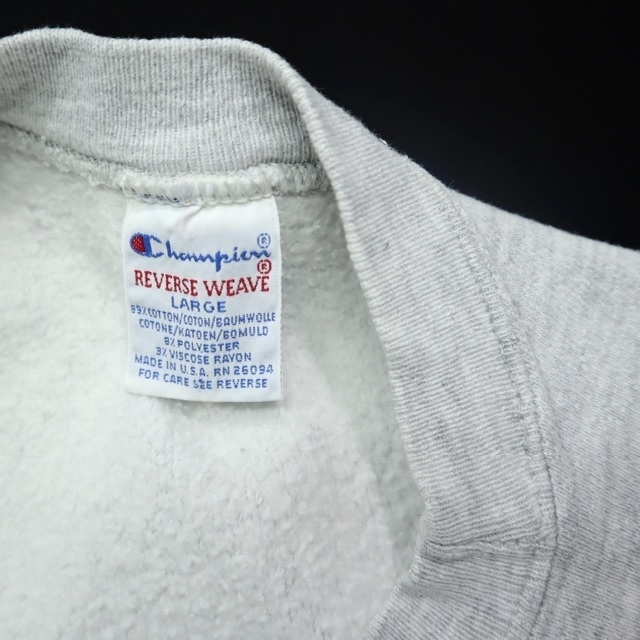 Champion®
REVERSE WEAVE®
LARGE
89% COTTON/COTON/BAUMWOLLE
COTONE/KATOEN/BOMULD
8% POLYESTER
3% VISCOSE RAYON
MADE IN U.S.A. RN 26094
FOR CARE SEE REVERSE